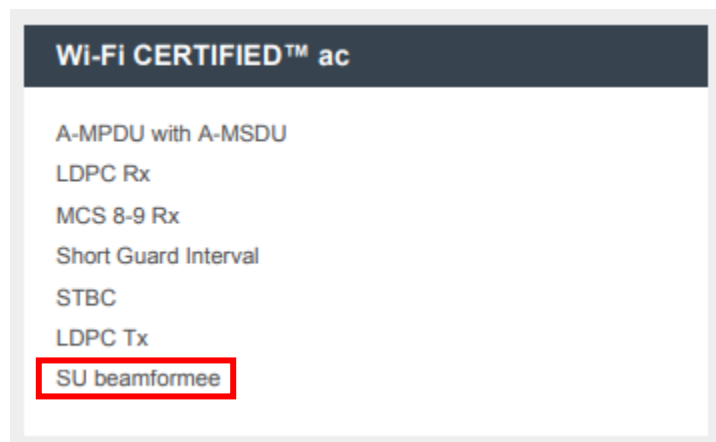 Wi-Fi CERTIFIED™ ac
A-MPDU with A-MSDU
LDPC Rx
MCS 8-9 Rx
Short Guard Interval
STBC
LDPC Tx
SU beamformee